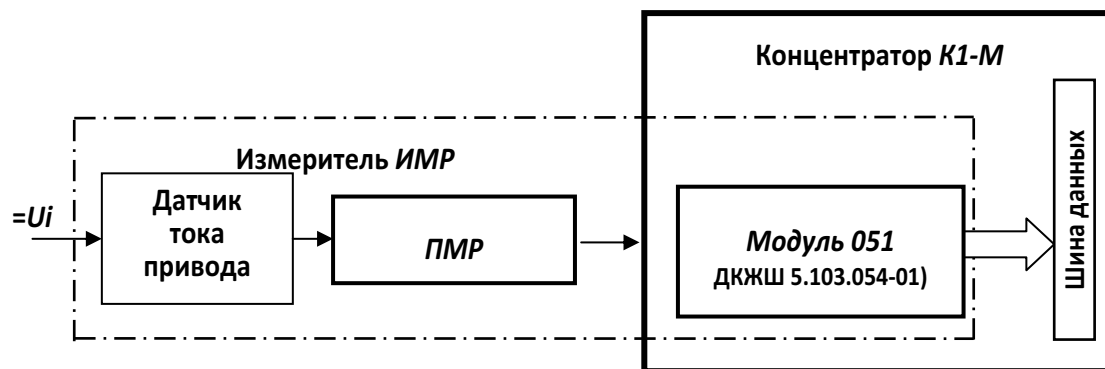 Концентратор К1-М
Измеритель ИМР
=Ui
Датчик
тока
привода
ПМР
Модуль 051
ДКЖШ 5.103.054-01)
Шина данных